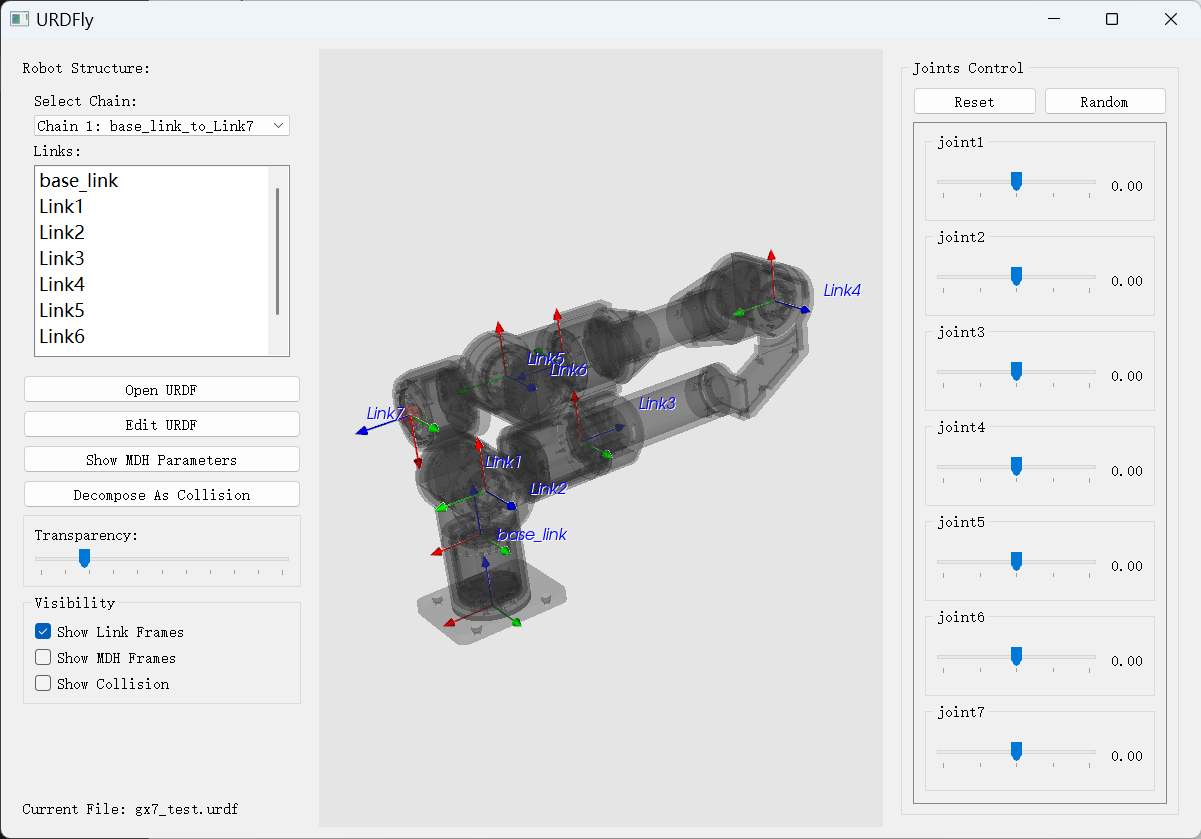 URDFly
Robot Structure:
Select Chain:
Chain 1: base_link_to_Link7
Links:
base_link
Link1
Link2
Link3
Link4
Link5
Link6
Open URDF
Edit URDF
Show MDH Parameters
Decompose As Collision
Transparency:
Visibility
Show Link Frames
Show MDH Frames
Show Collision
Current File: gx7_test.urdf
Link4
Link5
Link6
Link3
Link7
Link1
Link2
base_link
Joints Control
Reset
Random
joint1
0.00
joint2
0.00
joint3
0.00
joint4
0.00
joint5
0.00
joint6
0.00
joint7
0.00